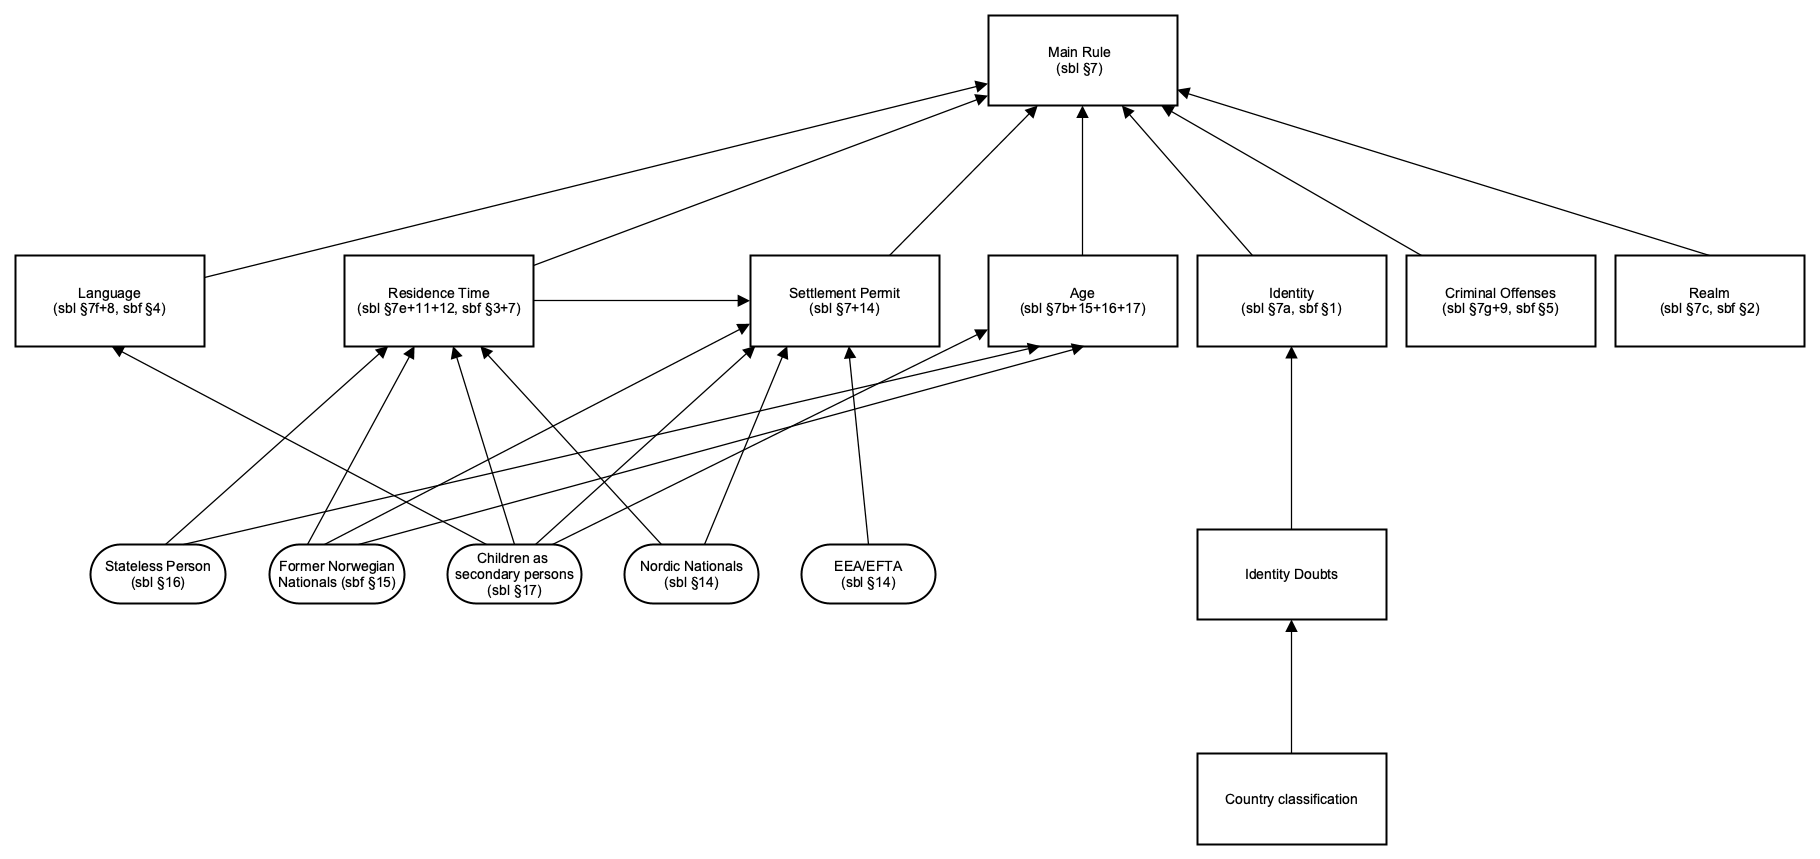 Main Rule
(sbl §7)
Language
(sbl §7f+8, sbf §4)
Residence Time
(sbl §7e+11+12, sbf §3+7)
Settlement Permit
(sbl §7+14)
Age
(sbl §7b+15+16+17)
Identity
(sbl §7a, sbf §1)
Criminal Offenses
(sbl §7g+9, sbf §5)
Realm
(sbl §7c, sbf §2)
Stateless Person
(sbl §16)
Former Norwegian
Nationals (sbf §15)
Children as
secondary persons
(sbl §17)
Nordic Nationals
(sbl §14)
EEA/EFTA
(sbl §14)
Identity Doubts
Country classification